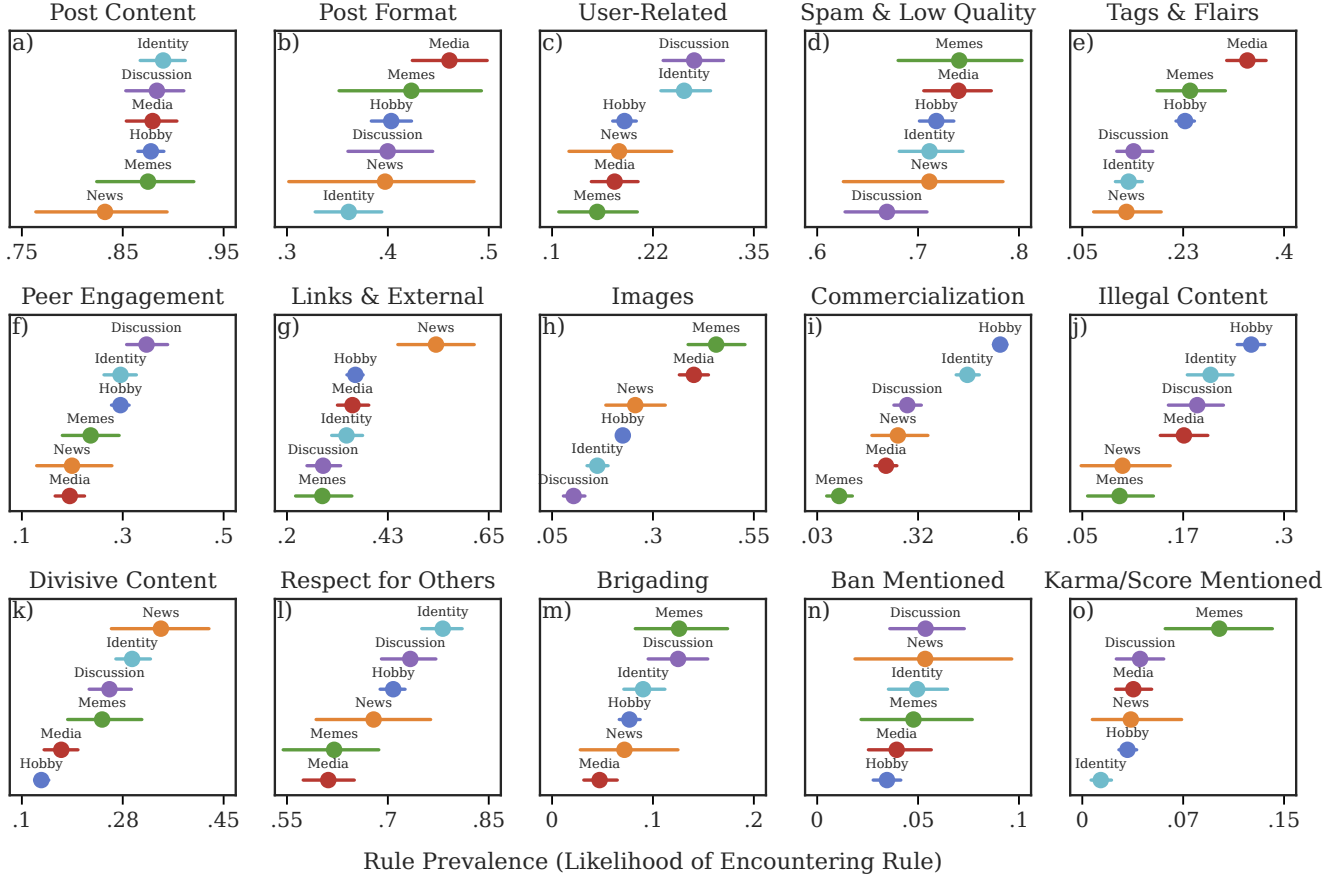 Post Content
a)
Identity
Discussion
Media
Hobby
Memes
News
.75 .85 .95
Post Format
b)
Media
Memes
Hobby
Discussion
News
Identity
.3 .4 .5
User-Related
c)
Discussion
Identity
Hobby
News
Media
Memes
.1 .22 .35
Spam & Low Quality
d)
Memes
Media
Hobby
Identity
News
Discussion
.6 .7 .8
Tags & Flairs
e)
Media
Memes
Hobby
Discussion
Identity
News
.05 .23 .4
Peer Engagement
f)
Discussion
Identity
Hobby
Memes
News
Media
.1 .3 .5
Links & External
g)
News
Hobby
Media
Identity
Discussion
Memes
.2 .43 .65
Images
h)
Memes
Media
News
Hobby
Identity
Discussion
.05 .3 .55
Commercialization
i)
Hobby
Identity
Discussion
News
Media
Memes
.03 .32 .6
Illegal Content
j)
Hobby
Identity
Discussion
Media
News
Memes
.05 .17 .3
Divisive Content
k)
News
Identity
Discussion
Memes
Media
Hobby
.1 .28 .45
Respect for Others
l)
Identity
Discussion
Hobby
News
Memes
Media
.55 .7 .85
Brigading
m)
Memes
Discussion
Identity
Hobby
News
Media
0 .1 .2
Ban Mentioned
n)
Discussion
News
Identity
Memes
Media
Hobby
0 .05 .1
Karma/Score Mentioned
o)
Memes
Discussion
Media
News
Hobby
Identity
0 .07 .15
Rule Prevalence (Likelihood of Encountering Rule)